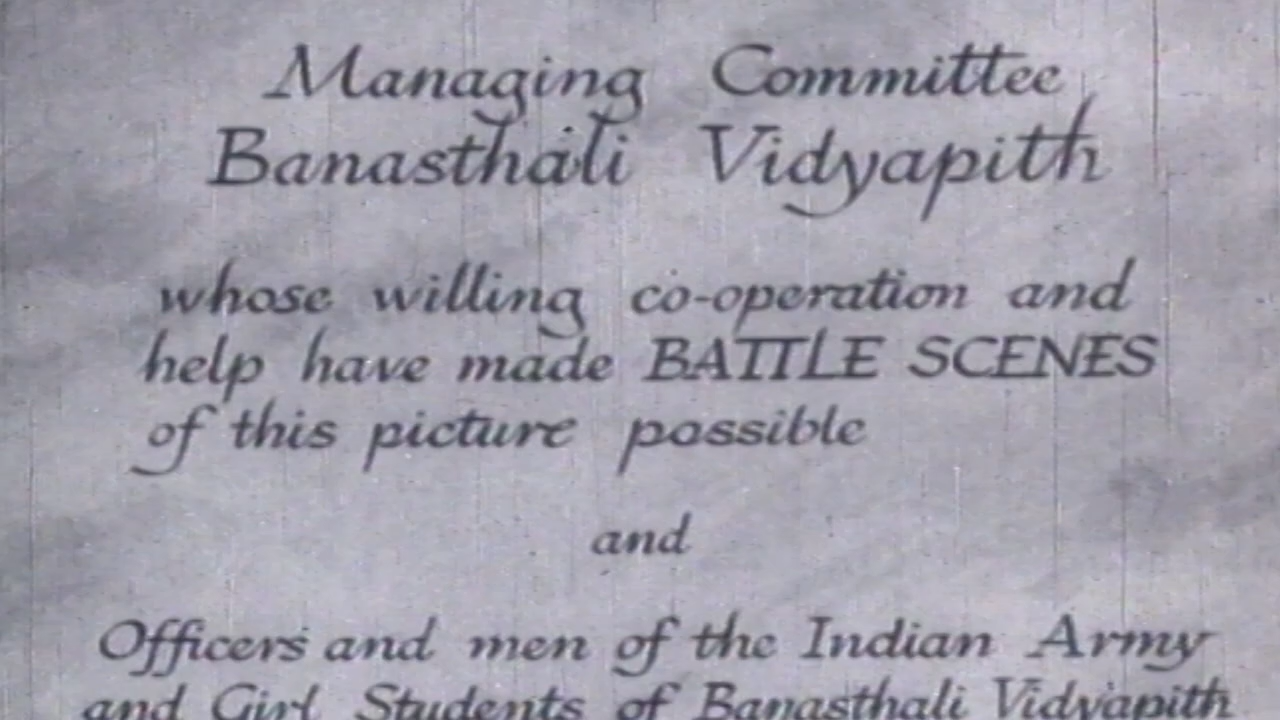 Managing Committee
Banasthali Vidyapith
whose willing co-operation and
help have made BATTLE SCENES
of this picture possible
and
Officers and men of the Indian Army
and Girl Students of Banasthali Vidyapith